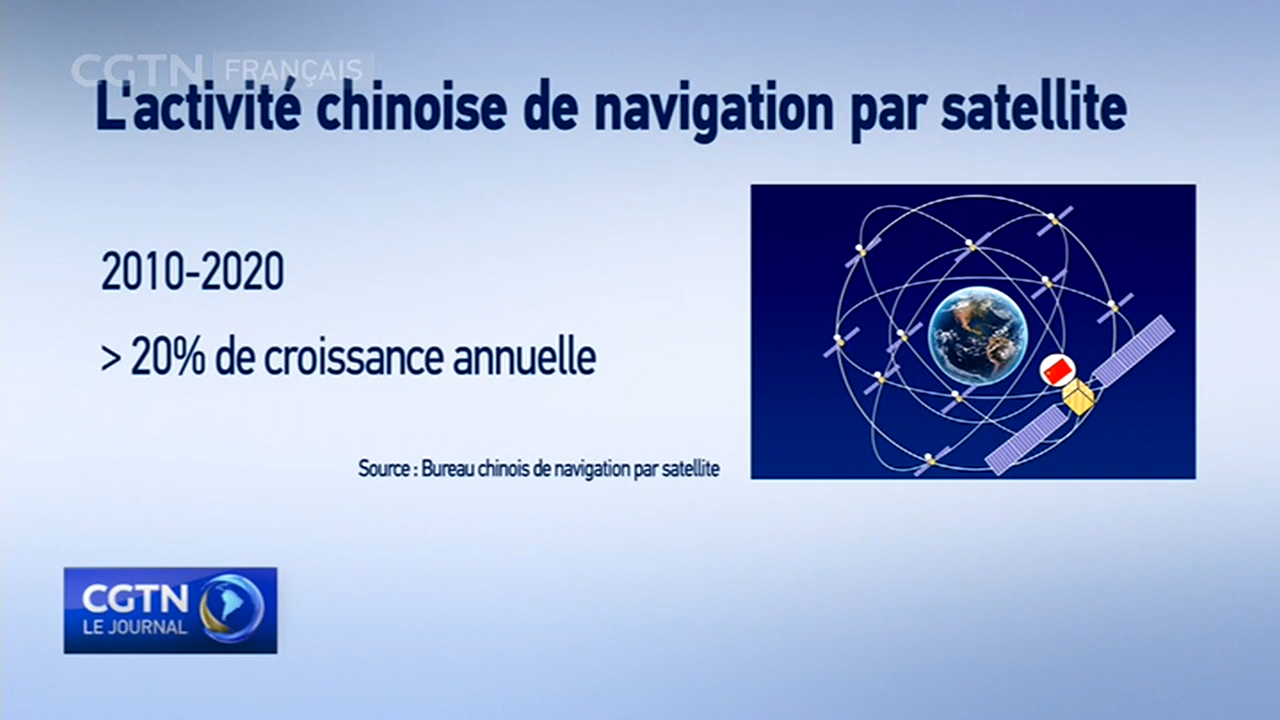 CGTN FRANÇAIS
L'activité chinoise de navigation par satellite
2010-2020
> 20% de croissance annuelle
Source : Bureau chinois de navigation par satellite
CGTN
LE JOURNAL